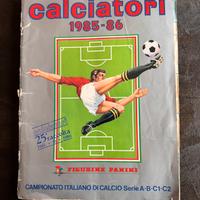 calciatori
1985-86
25ª raccolta
FIGURINE PANINI
CAMPIONATO ITALIANO DI CALCIO Serie A-B-C1-C2